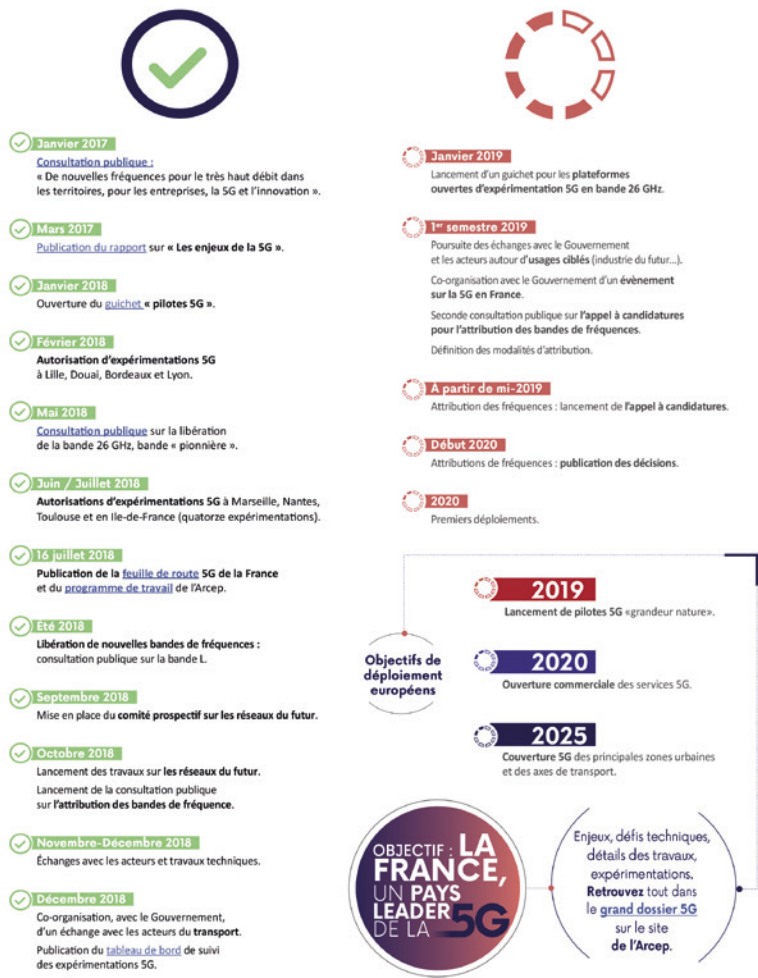 Janvier 2017
Consultation publique :
« De nouvelles fréquences pour le très haut débit dans
les territoires, pour les entreprises, la 5G et l'innovation ».
Mars 2017
Publication du rapport sur « Les enjeux de la 5G ».
Janvier 2018
Ouverture du guichet « pilotes 5G ».
Février 2018
Autorisation d'expérimentations 5G
à Lille, Douai, Bordeaux et Lyon.
Mai 2018
Consultation publique sur la libération
de la bande 26 GHz, bande « pionnière ».
Juin / Juillet 2018
Autorisations d'expérimentations 5G à Marseille, Nantes,
Toulouse et en Ile-de-France (quatorze expérimentations).
16 juillet 2018
Publication de la feuille de route 5G de la France
et du programme de travail de l'Arcep.
Eté 2018
Libération de nouvelles bandes de fréquences :
consultation publique sur la bande L.
Septembre 2018
Mise en place du comité prospectif sur les réseaux du futur.
Octobre 2018
Lancement des travaux sur les réseaux du futur.
Lancement de la consultation publique
sur l'attribution des bandes de fréquence.
Novembre-Décembre 2018
Échanges avec les acteurs et travaux techniques.
Décembre 2018
Co-organisation, avec le Gouvernement,
d'un échange avec les acteurs du transport.
Publication du tableau de bord de suivi
des expérimentations 5G.
Janvier 2019
Lancement d'un guichet pour les plateformes
ouvertes d'expérimentation 5G en bande 26 GHz.
1er semestre 2019
Poursuite des échanges avec le Gouvernement
et les acteurs autour d'usages ciblés (industrie du futur...).
Co-organisation avec le Gouvernement d'un évènement
sur la 5G en France.
Seconde consultation publique sur l'appel à candidatures
pour l'attribution des bandes de fréquences.
Définition des modalités d'attribution.
À partir de mi-2019
Attribution des fréquences : lancement de l'appel à candidatures.
Début 2020
Attributions de fréquences : publication des décisions.
2020
Premiers déploiements.
Objectifs de
déploiement
européens
2019
Lancement de pilotes 5G «grandeur nature».
2020
Ouverture commerciale des services 5G.
2025
Couverture 5G des principales zones urbaines
et des axes de transport.
OBJECTIF : LA
FRANCE,
UN PAYS
LEADER
DE LA 5G
Enjeux, défis techniques,
détails des travaux,
expérimentations.
Retrouvez tout dans
le grand dossier 5G
sur le site
de l'Arcep.